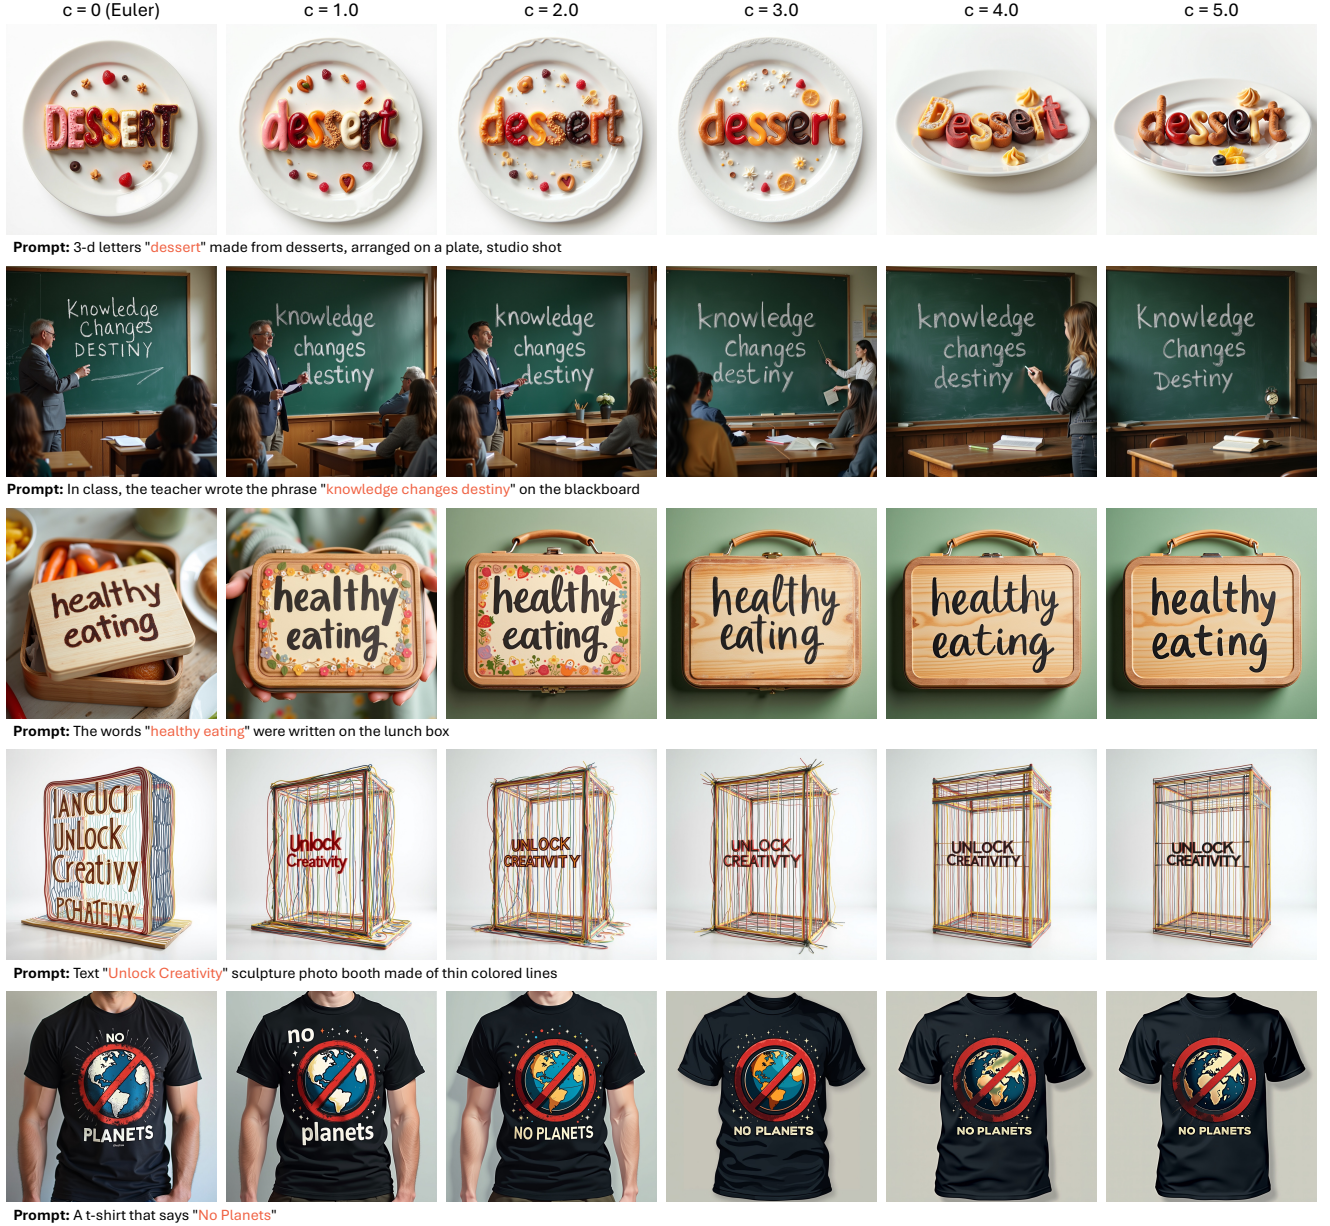 c = 0 (Euler) c = 1.0 c = 2.0 c = 3.0 c = 4.0 c = 5.0
DESSERT dessert dessert dessert Dessert dessert
Prompt: 3-d letters "dessert" made from desserts, arranged on a plate, studio shot
Knowledge knowledge knowledge knowledge knowledge Knowledge
Changes changes changes Changes changes Changes
DESTINY destiny destiny destiny destiny Destiny
Prompt: In class, the teacher wrote the phrase "knowledge changes destiny" on the blackboard
healthy healthy healthy healthy healthy healthy
eating eating eating eating eating eating
Prompt: The words "healthy eating" were written on the lunch box
UNLOCK Unlock UNLOCK UNLOCK UNLOCK UNLOCK
Creativy Creativity CREATIVITY CREATIVTY CREATIVITY CREATIVITY
Prompt: Text "Unlock Creativity" sculpture photo booth made of thin colored lines
NO no
PLANETS planets NO PLANETS NO PLANETS NO PLANETS NO PLANETS
Prompt: A t-shirt that says "No Planets"